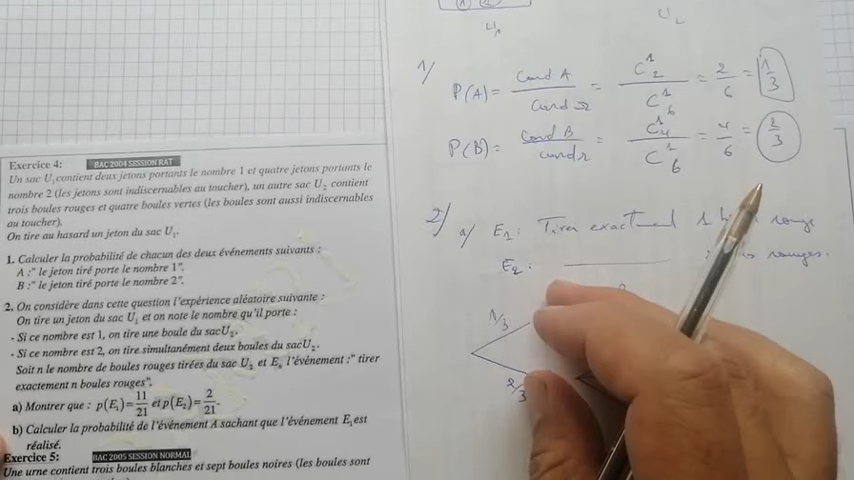 U₁
U₂
Exercice 4: BAC 2004 SESSION RAT
Un sac U₁contient deux jetons portants le nombre 1 et quatre jetons portants le
nombre 2 (les jetons sont indiscernables au toucher), un autre sac U₂ contient
trois boules rouges et quatre boules vertes (les boules sont aussi indiscernables
au toucher).
On tire au hasard un jeton du sac U₁.
1. Calculer la probabilité de chacun des deux événements suivants :
A :" le jeton tiré porte le nombre 1",
B :" le jeton tiré porte le nombre 2".
2. On considère dans cette question l'expérience aléatoire suivante :
On tire un jeton du sac U₁ et on note le nombre qu'il porte :
- Si ce nombre est 1, on tire une boule du sacU₂.
- Si ce nombre est 2, on tire simultanément deux boules du sacU₂.
Soit n le nombre de boules rouges tirées du sac U₂ et Eₙ l'événement :" tirer
exactement n boules rouges",
a) Montrer que : p(E₁)=11/21 et p(E₂)=2/21.
b) Calculer la probabilité de l'événement A sachant que l'événement E₁est
réalisé.
Exercice 5: BAC 2005 SESSION NORMAL
Une urne contient trois boules blanches et sept boules noires (les boules sont
1/
P(A)= Card A / Card Ω = C₂¹ / C₆¹ = 2/6 = 1/3
P(B)= Card B / Card Ω = C₄¹ / C₆¹ = 4/6 = 2/3
2/
a/ E₁: Tirer exactement 1 rouge
E₂: rouges.
1/3
2/3